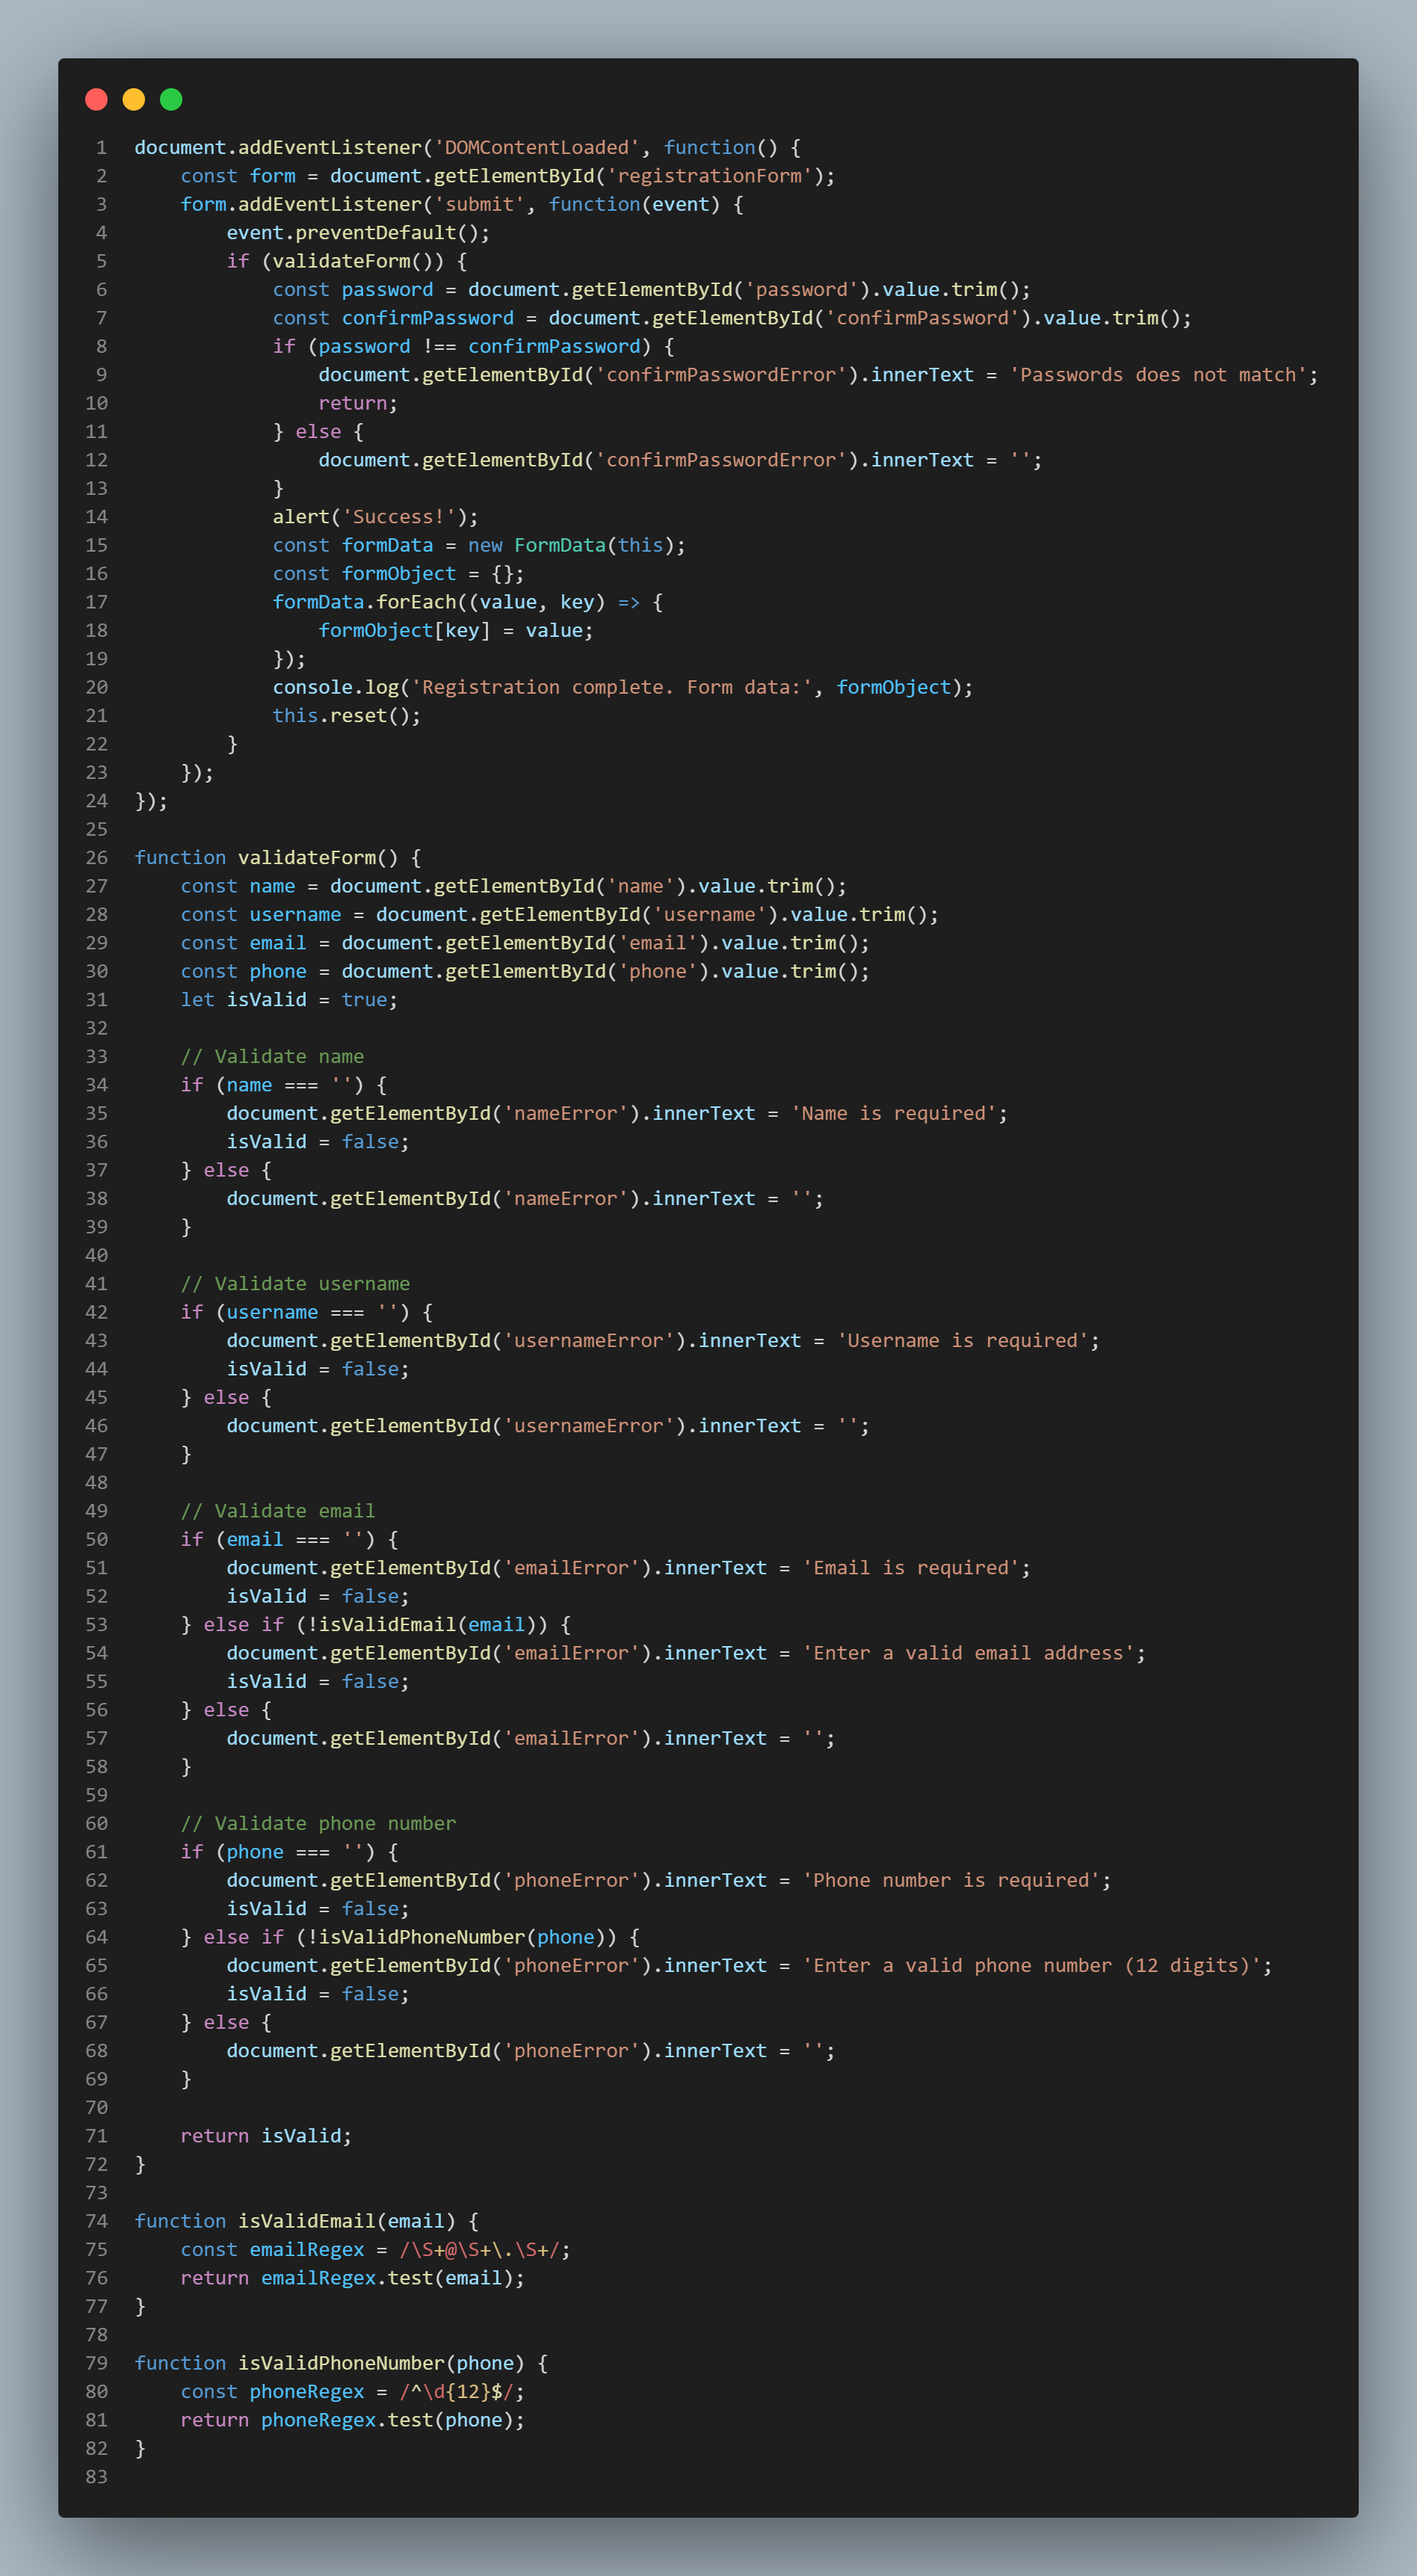 1 document.addEventListener('DOMContentLoaded', function() {
2     const form = document.getElementById('registrationForm');
3     form.addEventListener('submit', function(event) {
4         event.preventDefault();
5         if (validateForm()) {
6             const password = document.getElementById('password').value.trim();
7             const confirmPassword = document.getElementById('confirmPassword').value.trim();
8             if (password !== confirmPassword) {
9                 document.getElementById('confirmPasswordError').innerText = 'Passwords does not match';
10                 return;
11             } else {
12                 document.getElementById('confirmPasswordError').innerText = '';
13             }
14             alert('Success!');
15             const formData = new FormData(this);
16             const formObject = {};
17             formData.forEach((value, key) => {
18                 formObject[key] = value;
19             });
20             console.log('Registration complete. Form data:', formObject);
21             this.reset();
22         }
23     });
24 });
25
26 function validateForm() {
27     const name = document.getElementById('name').value.trim();
28     const username = document.getElementById('username').value.trim();
29     const email = document.getElementById('email').value.trim();
30     const phone = document.getElementById('phone').value.trim();
31     let isValid = true;
32
33     // Validate name
34     if (name === '') {
35         document.getElementById('nameError').innerText = 'Name is required';
36         isValid = false;
37     } else {
38         document.getElementById('nameError').innerText = '';
39     }
40
41     // Validate username
42     if (username === '') {
43         document.getElementById('usernameError').innerText = 'Username is required';
44         isValid = false;
45     } else {
46         document.getElementById('usernameError').innerText = '';
47     }
48
49     // Validate email
50     if (email === '') {
51         document.getElementById('emailError').innerText = 'Email is required';
52         isValid = false;
53     } else if (!isValidEmail(email)) {
54         document.getElementById('emailError').innerText = 'Enter a valid email address';
55         isValid = false;
56     } else {
57         document.getElementById('emailError').innerText = '';
58     }
59
60     // Validate phone number
61     if (phone === '') {
62         document.getElementById('phoneError').innerText = 'Phone number is required';
63         isValid = false;
64     } else if (!isValidPhoneNumber(phone)) {
65         document.getElementById('phoneError').innerText = 'Enter a valid phone number (12 digits)';
66         isValid = false;
67     } else {
68         document.getElementById('phoneError').innerText = '';
69     }
70
71     return isValid;
72 }
73
74 function isValidEmail(email) {
75     const emailRegex = /\S+@\S+\.\S+/;
76     return emailRegex.test(email);
77 }
78
79 function isValidPhoneNumber(phone) {
80     const phoneRegex = /^\d{12}$/;
81     return phoneRegex.test(phone);
82 }
83